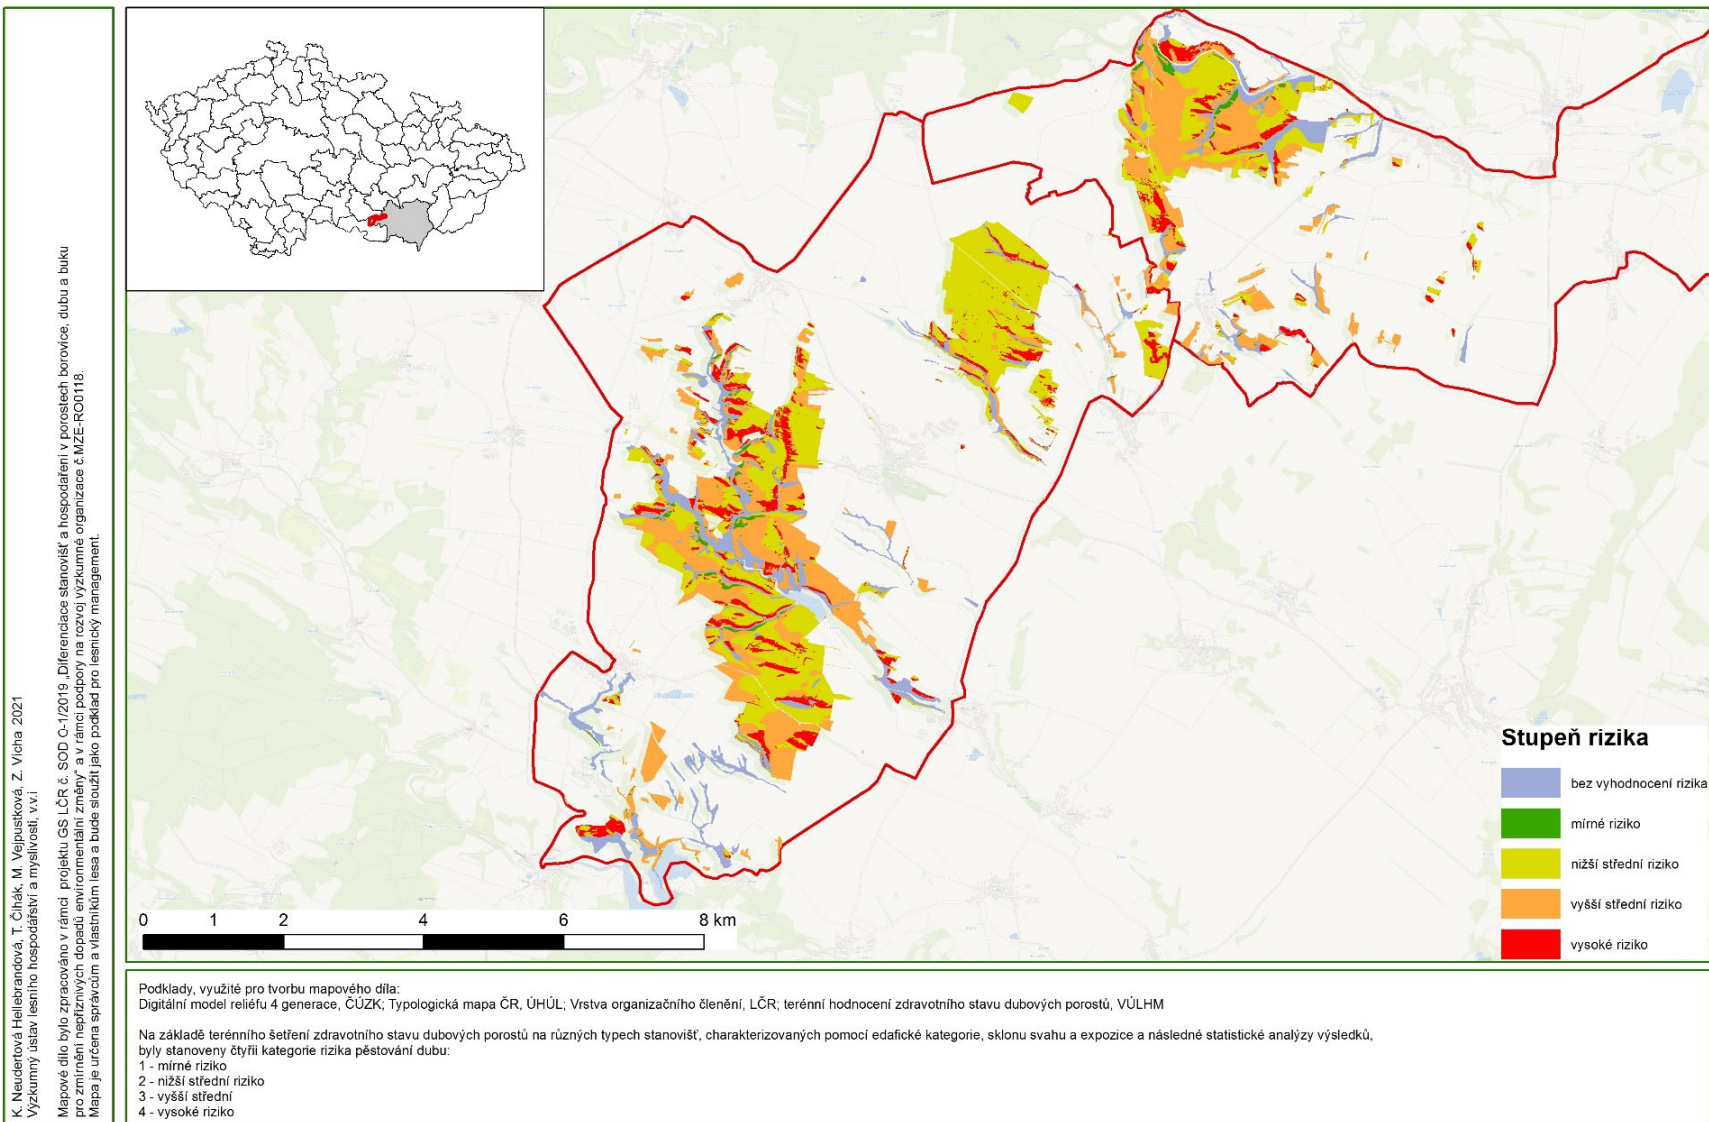 K. Neudertová Hellebrandová, T. Čihák, M. Vejpustková, Z. Vícha 2021
Výzkumný ústav lesního hospodářství a myslivosti, v.v.i
Mapové dílo bylo zpracováno v rámci projektu GS LČR č. SOD C-1/2019 „Diferenciace stanovišť a hospodaření v porostech borovice, dubu a buku
pro zmírnění nepříznivých dopadů environmentální změny" a v rámci podpory na rozvoj výzkumné organizace č.MZE-RO0118.
Mapa je určena správcům a vlastníkům lesa a bude sloužit jako podklad pro lesnický management.
Stupeň rizika
bez vyhodnocení rizika
mírné riziko
nižší střední riziko
vyšší střední riziko
vysoké riziko
0 1 2 4 6 8 km
Podklady, využité pro tvorbu mapového díla:
Digitální model reliéfu 4 generace, ČÚZK; Typologická mapa ČR, ÚHÚL; Vrstva organizačního členění, LČR; terénní hodnocení zdravotního stavu dubových porostů, VÚLHM
Na základě terénního šetření zdravotního stavu dubových porostů na různých typech stanovišť, charakterizovaných pomocí edafické kategorie, sklonu svahu a expozice a následné statistické analýzy výsledků,
byly stanoveny čtyřii kategorie rizika pěstování dubu:
1 - mírné riziko
2 - nižší střední riziko
3 - vyšší střední
4 - vysoké riziko